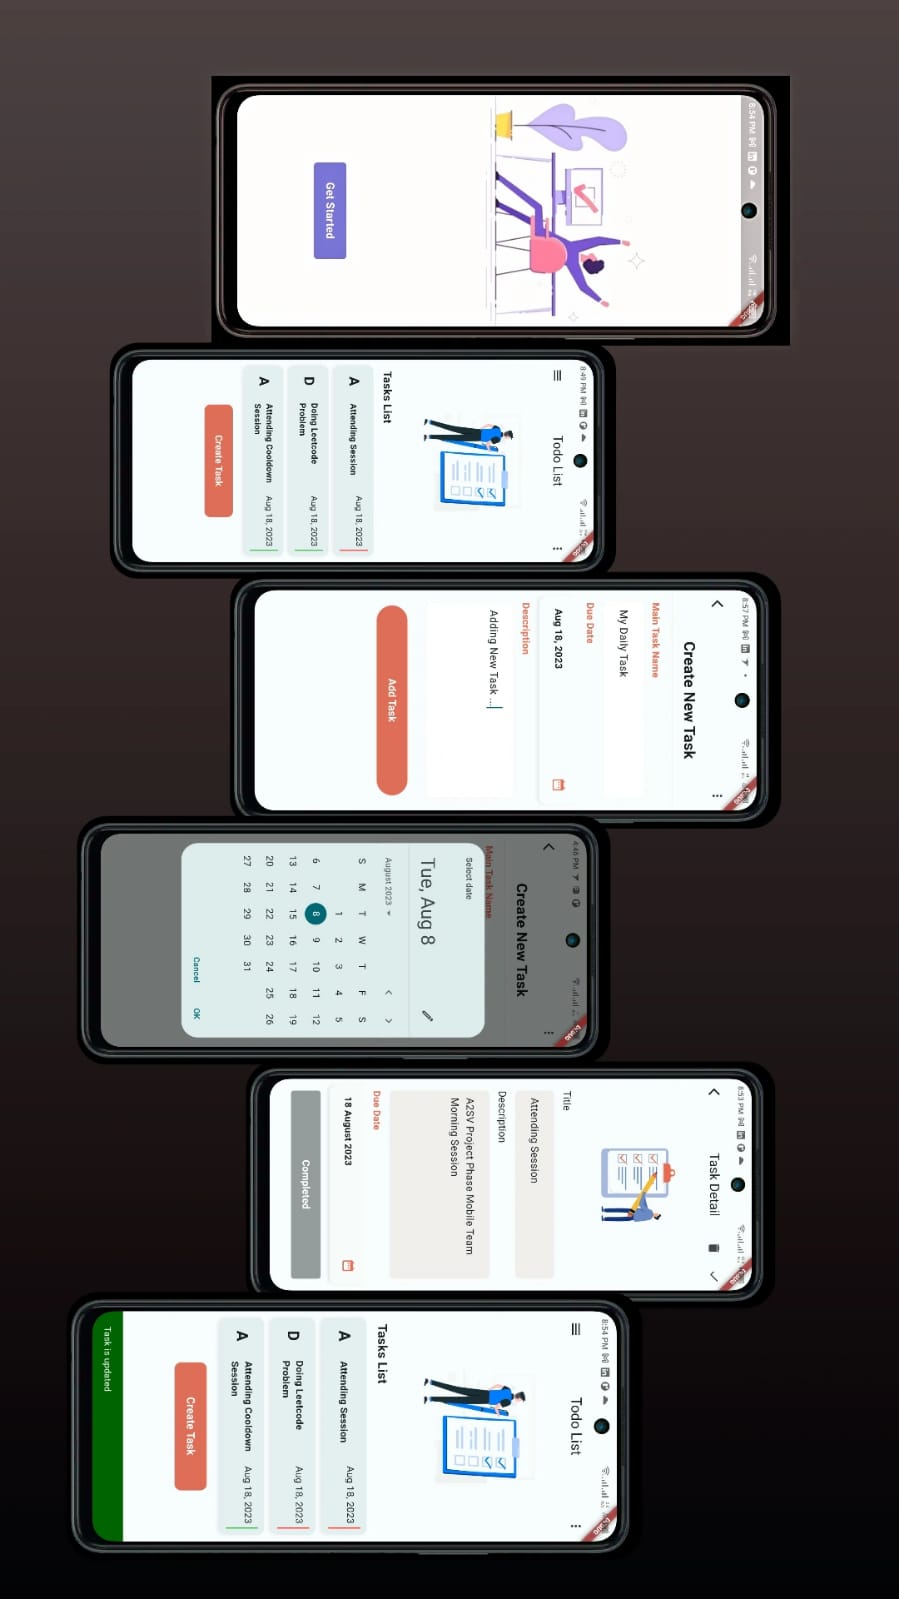 8:54 PM
Get Started
8:49 PM
Todo List
Tasks List
A Attending Session Aug 18, 2023
D Doing Leetcode Problem Aug 18, 2023
A Attending Cooldown Session Aug 18, 2023
Create Task
8:57 PM
Create New Task
Main Task Name
My Daily Task
Due Date
Aug 18, 2023
Description
Adding New Task ...
Add Task
4:46 PM
Create New Task
Main Task Name
Select date
Tue, Aug 8
August 2023
S M T W T F S
1 2 3 4 5
6 7 8 9 10 11 12
13 14 15 16 17 18 19
20 21 22 23 24 25 26
27 28 29 30 31
Cancel OK
8:53 PM
Task Detail
Title
Attending Session
Description
A2SV Project Phase Mobile Team
Morning Session
Due Date
18 August 2023
Completed
8:54 PM
Todo List
Tasks List
A Attending Session Aug 18, 2023
D Doing Leetcode Problem Aug 18, 2023
A Attending Cooldown Session Aug 18, 2023
Create Task
Task is updated